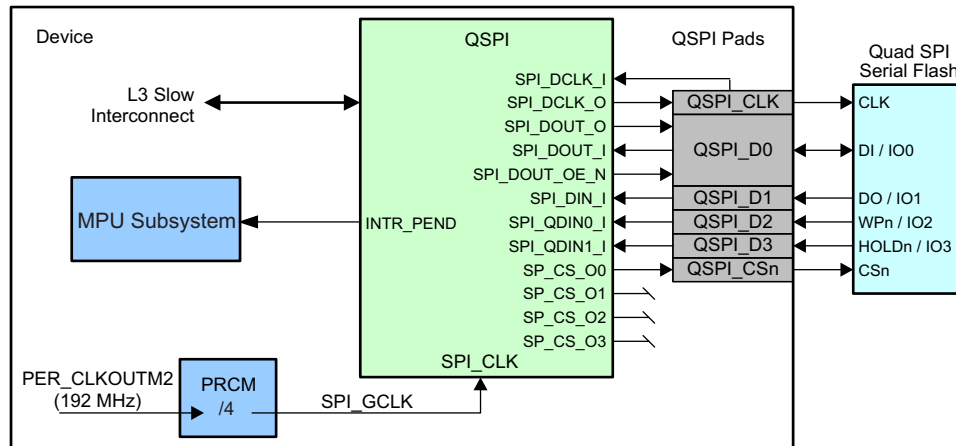 Device
QSPI
QSPI Pads
Quad SPI
Serial Flash
L3 Slow
Interconnect
SPI_DCLK_I
SPI_DCLK_O
QSPI_CLK
CLK
SPI_DOUT_O
SPI_DOUT_I
QSPI_D0
DI / IO0
SPI_DOUT_OE_N
MPU Subsystem
INTR_PEND
SPI_DIN_I
QSPI_D1
DO / IO1
SPI_QDIN0_I
QSPI_D2
WPn / IO2
SPI_QDIN1_I
QSPI_D3
HOLDn / IO3
SP_CS_O0
QSPI_CSn
CSn
SP_CS_O1
SP_CS_O2
SP_CS_O3
SPI_CLK
PER_CLKOUTM2
(192 MHz)
PRCM
/4
SPI_GCLK